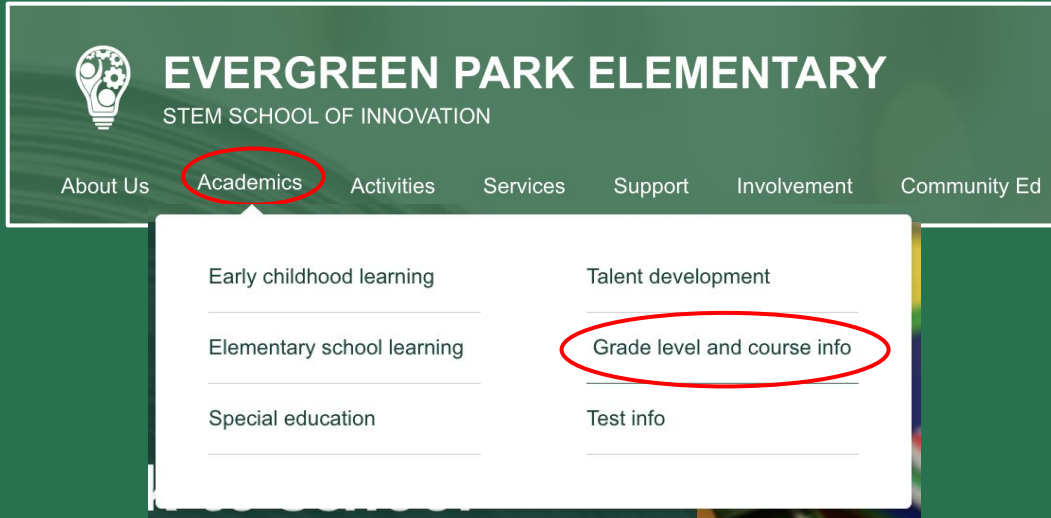 EVERGREEN PARK ELEMENTARY
STEM SCHOOL OF INNOVATION
About Us Academics Activities Services Support Involvement Community Ed
Early childhood learning Talent development
Elementary school learning Grade level and course info
Special education Test info